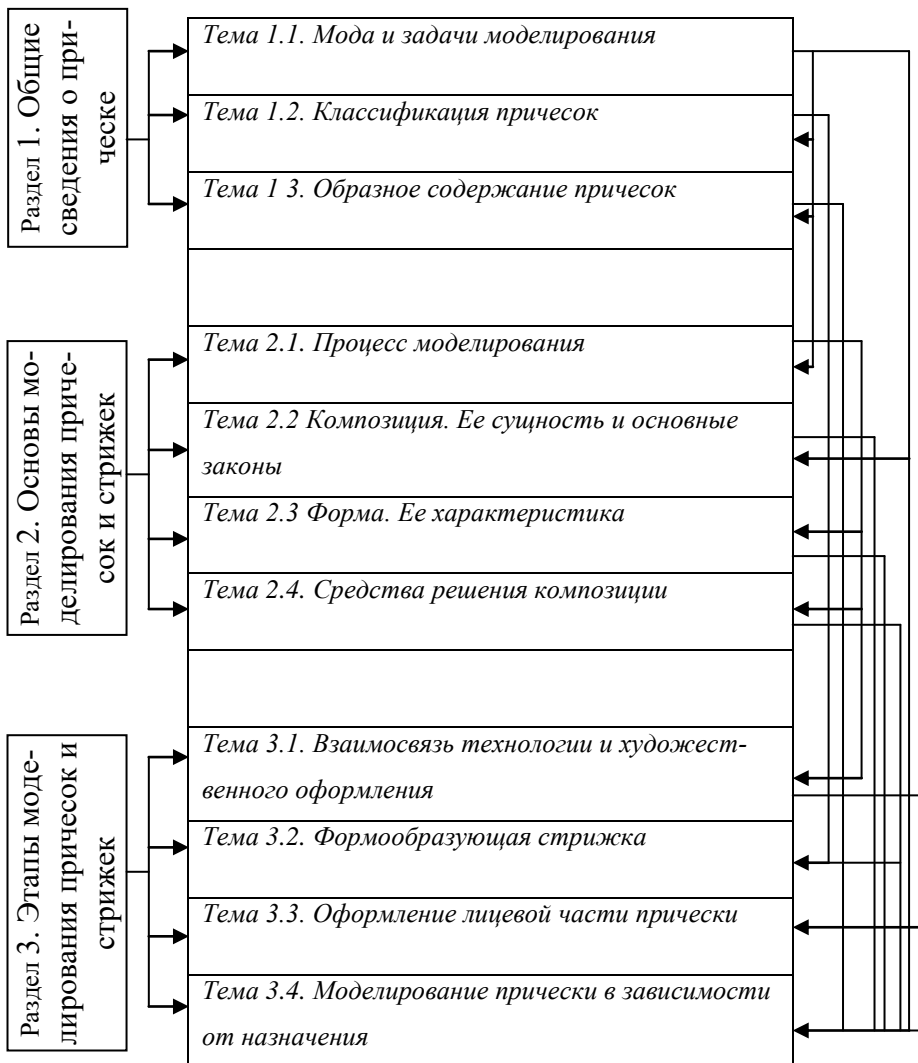 Раздел 1. Общие
сведения о при-
ческе
Тема 1.1. Мода и задачи моделирования
Тема 1.2. Классификация причесок
Тема 1 3. Образное содержание причесок
Раздел 2. Основы мо-
делирования приче-
сок и стрижек
Тема 2.1. Процесс моделирования
Тема 2.2 Композиция. Ее сущность и основные
законы
Тема 2.3 Форма. Ее характеристика
Тема 2.4. Средства решения композиции
Раздел 3. Этапы моде-
лирования причесок и
стрижек
Тема 3.1. Взаимосвязь технологии и художест-
венного оформления
Тема 3.2. Формообразующая стрижка
Тема 3.3. Оформление лицевой части прически
Тема 3.4. Моделирование прически в зависимости
от назначения